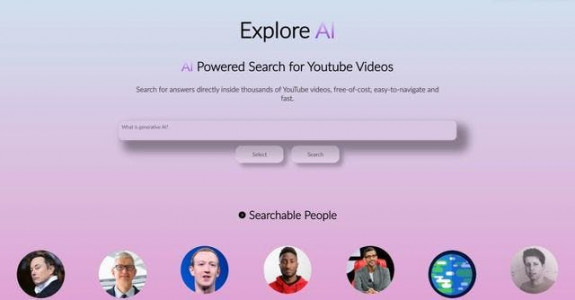 Explore AI
AI Powered Search for Youtube Videos
Search for answers directly inside thousands of YouTube videos, free-of-cost, easy-to-navigate and
fast.
What is generative AI?
Select
Search
Searchable People